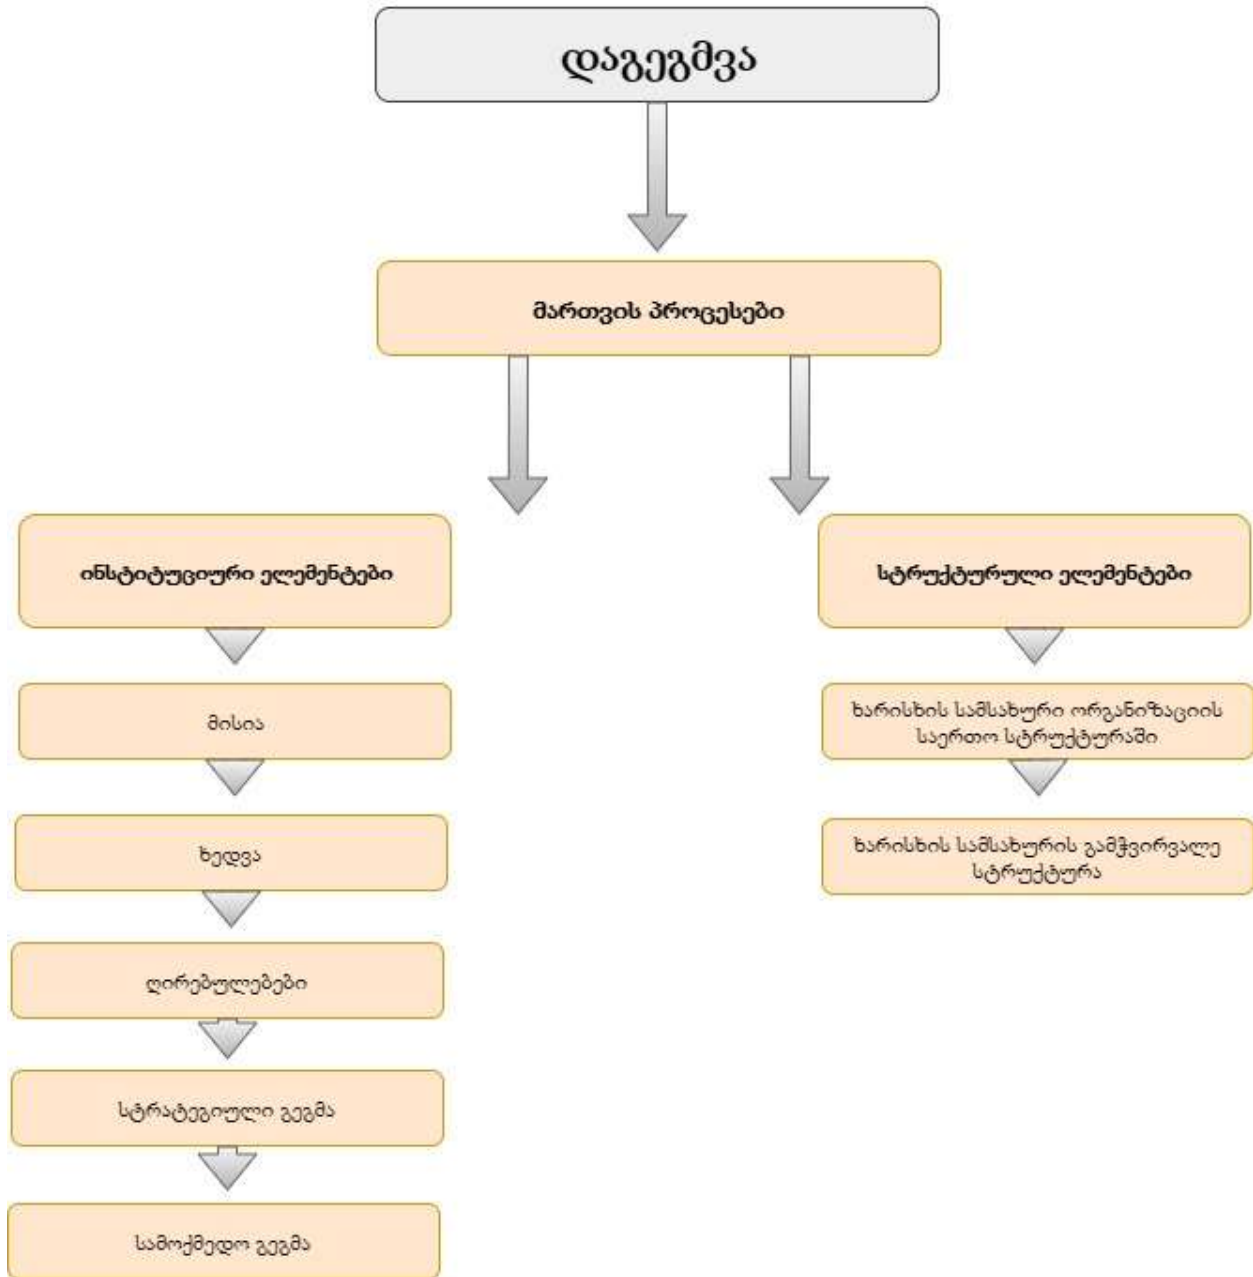 დაგეგმვა
მართვის პროცესები
ინსტიტუციური ელემენტები
მისია
ხედვა
ღირებულებები
სტრატეგიული გეგმა
სამოქმედო გეგმა
სტრუქტურული ელემენტები
ხარისხის სამსახური ორგანიზაციის
საერთო სტრუქტურაში
ხარისხის სამსახურის გამჭვირვალე
სტრუქტურა